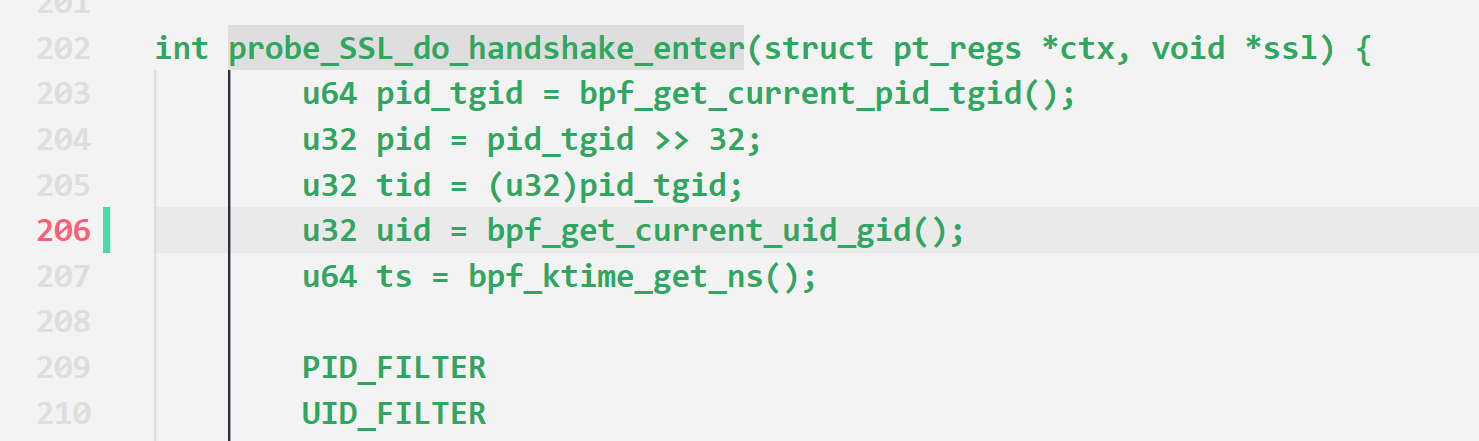 201
202 int probe_SSL_do_handshake_enter(struct pt_regs *ctx, void *ssl) {
203 u64 pid_tgid = bpf_get_current_pid_tgid();
204 u32 pid = pid_tgid >> 32;
205 u32 tid = (u32)pid_tgid;
206 u32 uid = bpf_get_current_uid_gid();
207 u64 ts = bpf_ktime_get_ns();
208
209 PID_FILTER
210 UID_FILTER